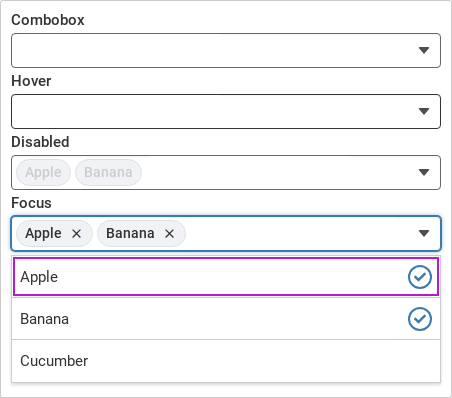 Combobox
Hover
Disabled
Apple Banana
Focus
Apple Banana
Apple
Banana
Cucumber